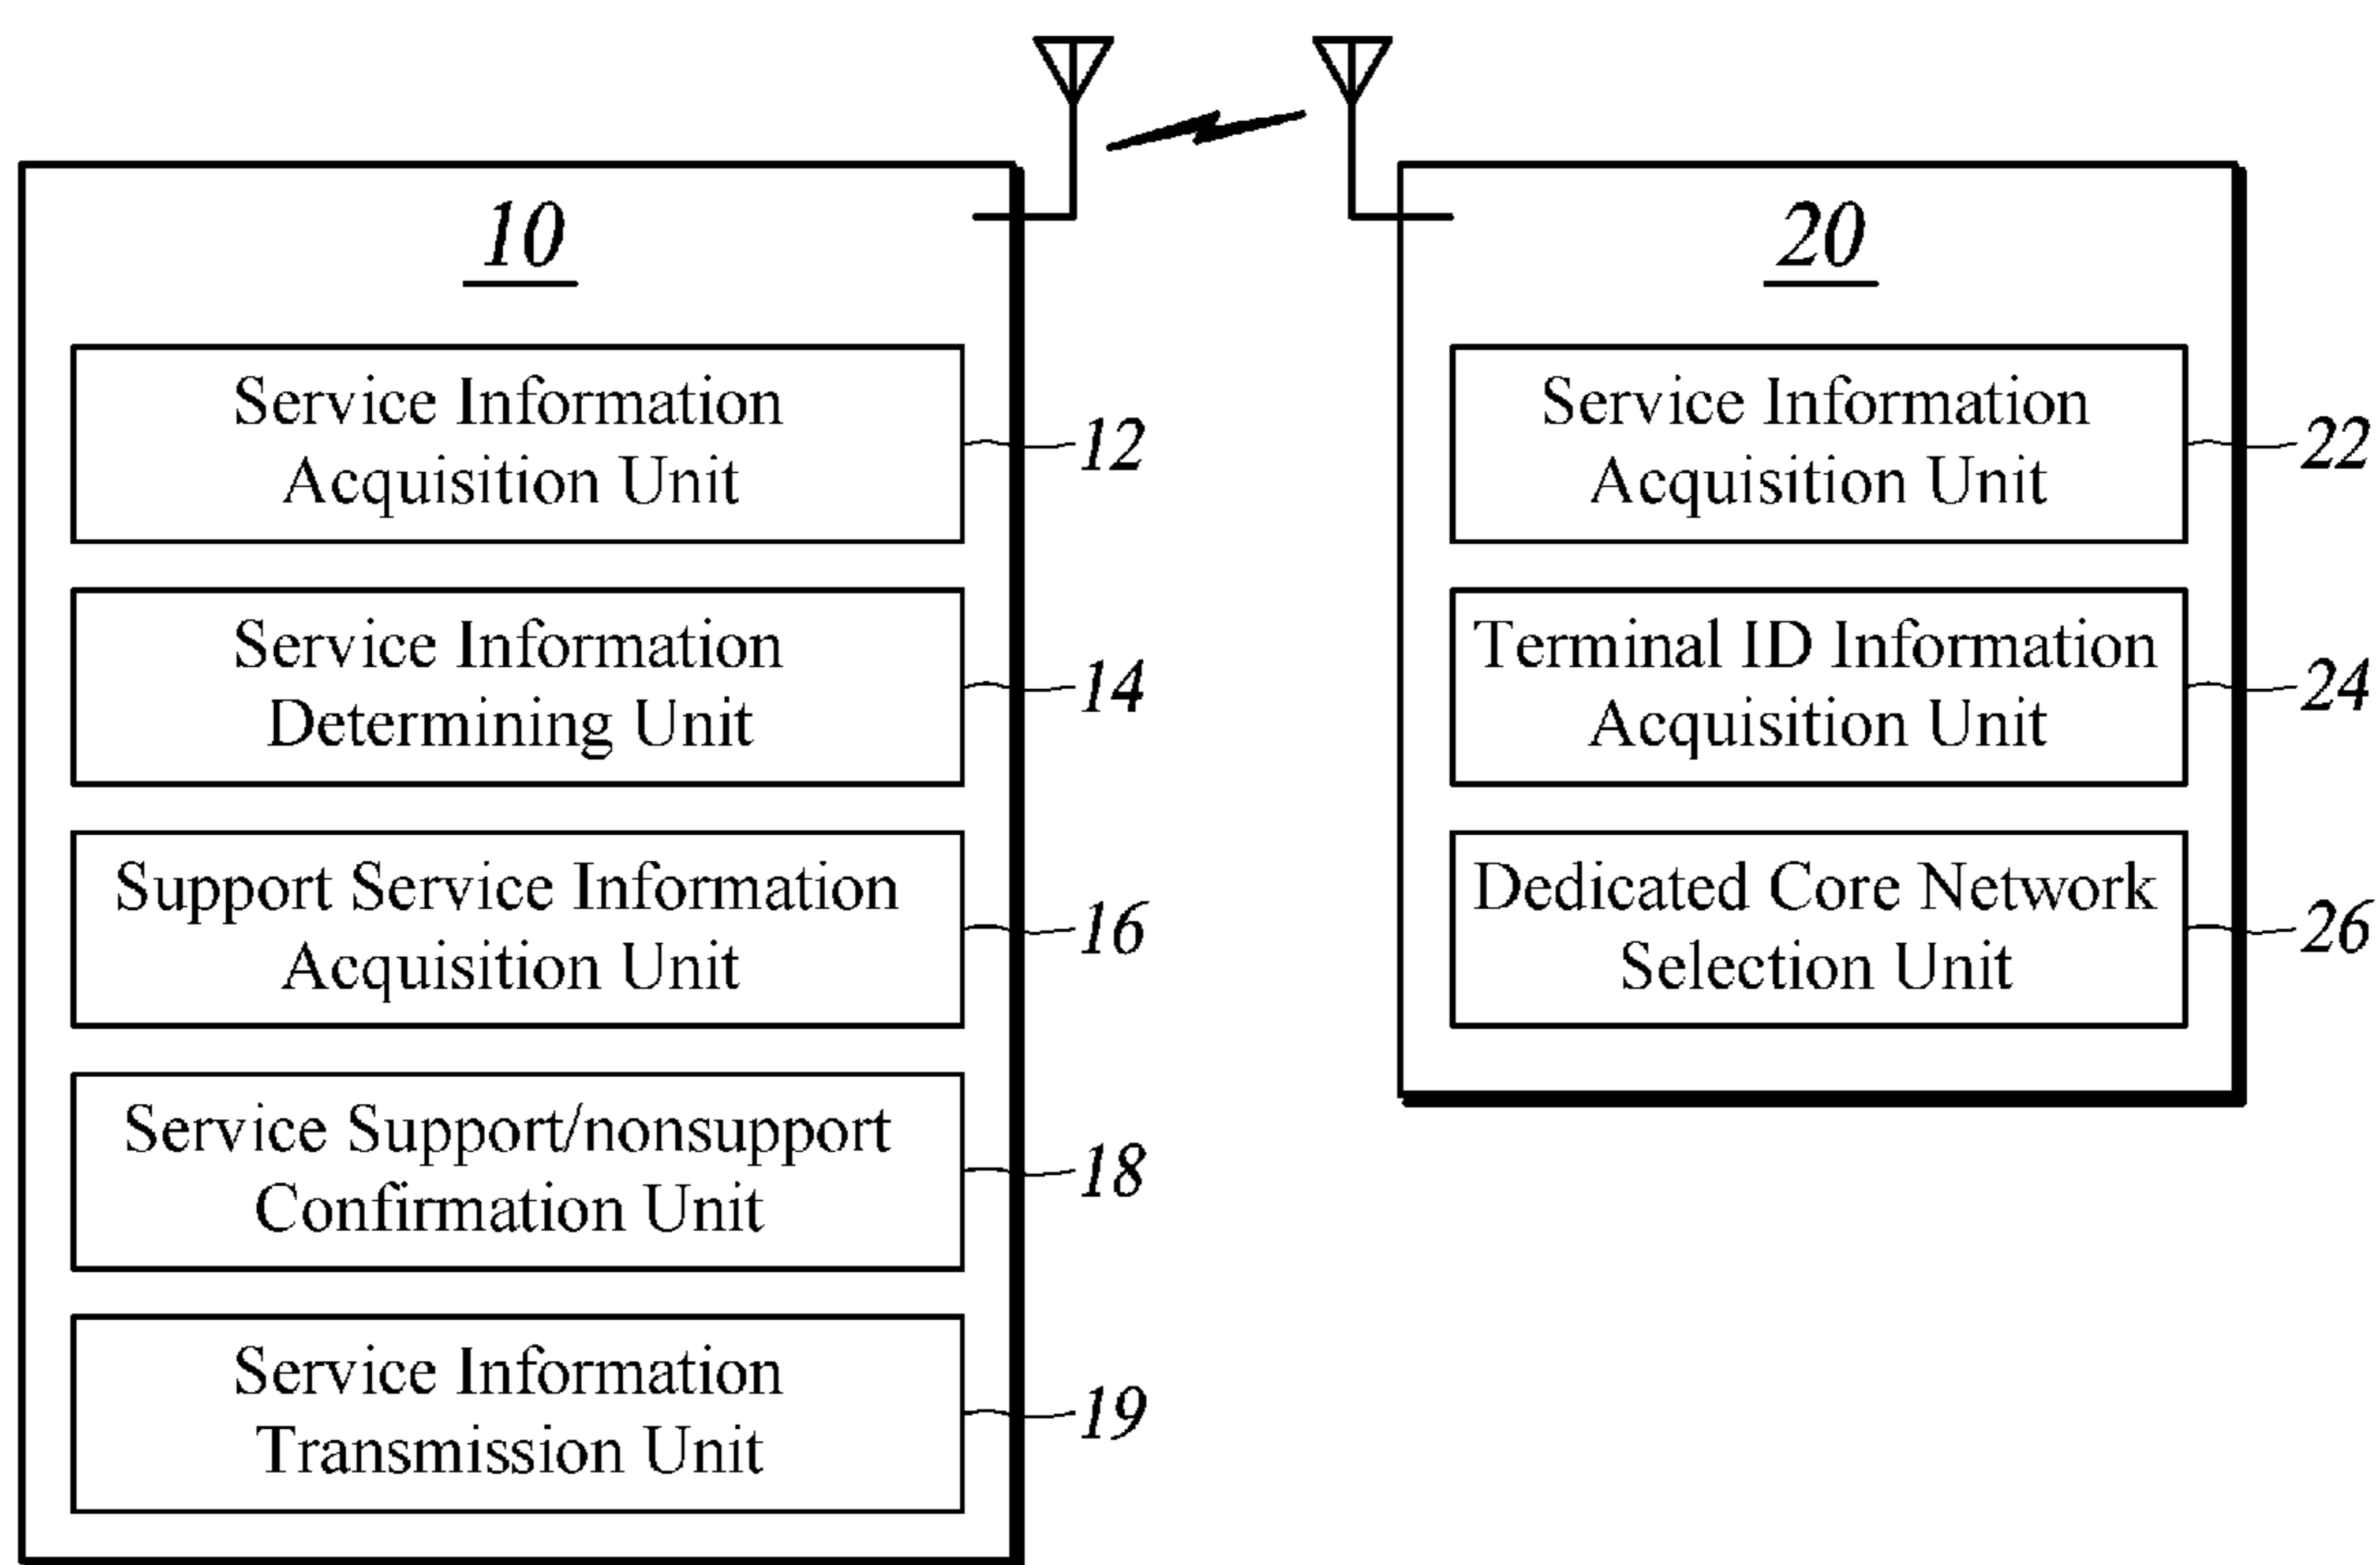 10
Service Information
Acquisition Unit
12
Service Information
Determining Unit
14
Support Service Information
Acquisition Unit
16
Service Support/nonsupport
Confirmation Unit
18
Service Information
Transmission Unit
19
20
Service Information
Acquisition Unit
22
Terminal ID Information
Acquisition Unit
24
Dedicated Core Network
Selection Unit
26